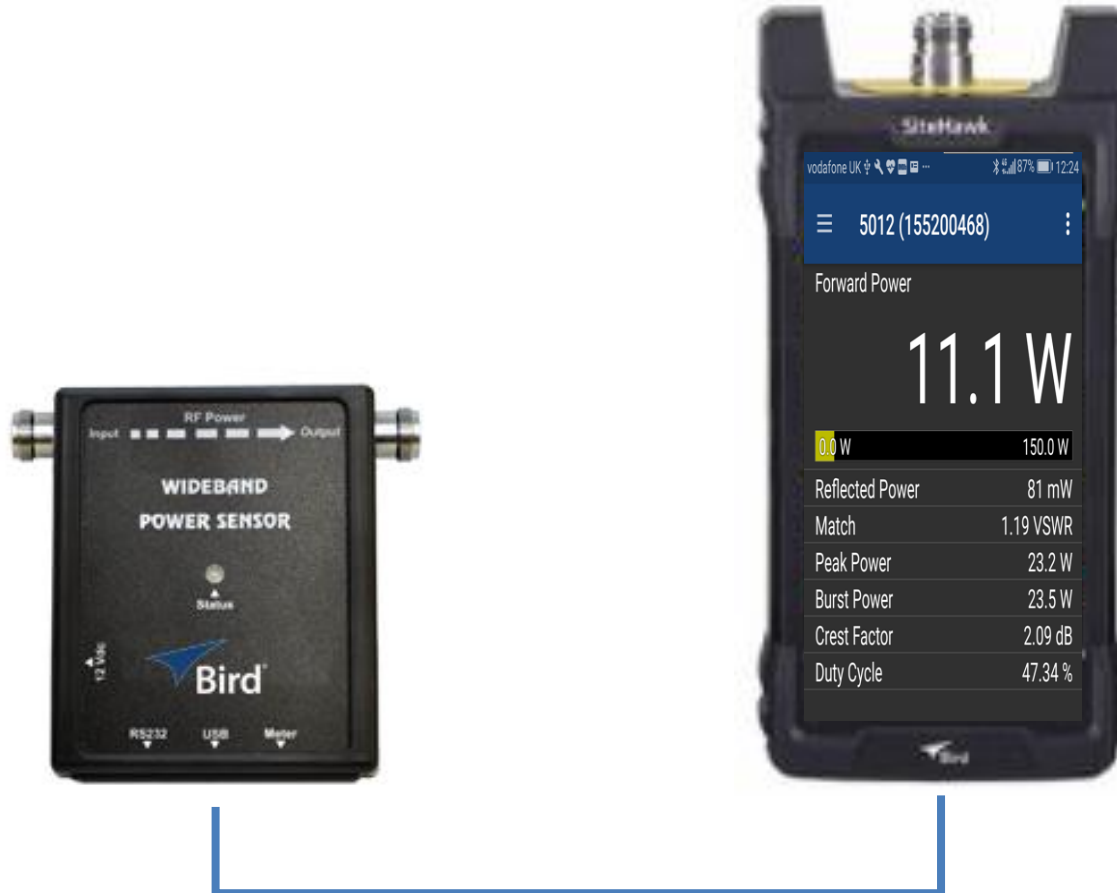 RF Power
Input Output
WIDEBAND
POWER SENSOR
Status
12 Vdc
Bird
RS232 USB Meter
SiteHawk
vodafone UK 87% 12:24
5012 (155200468)
Forward Power
11.1 W
0.0 W 150.0 W
Reflected Power 81 mW
Match 1.19 VSWR
Peak Power 23.2 W
Burst Power 23.5 W
Crest Factor 2.09 dB
Duty Cycle 47.34 %
Bird